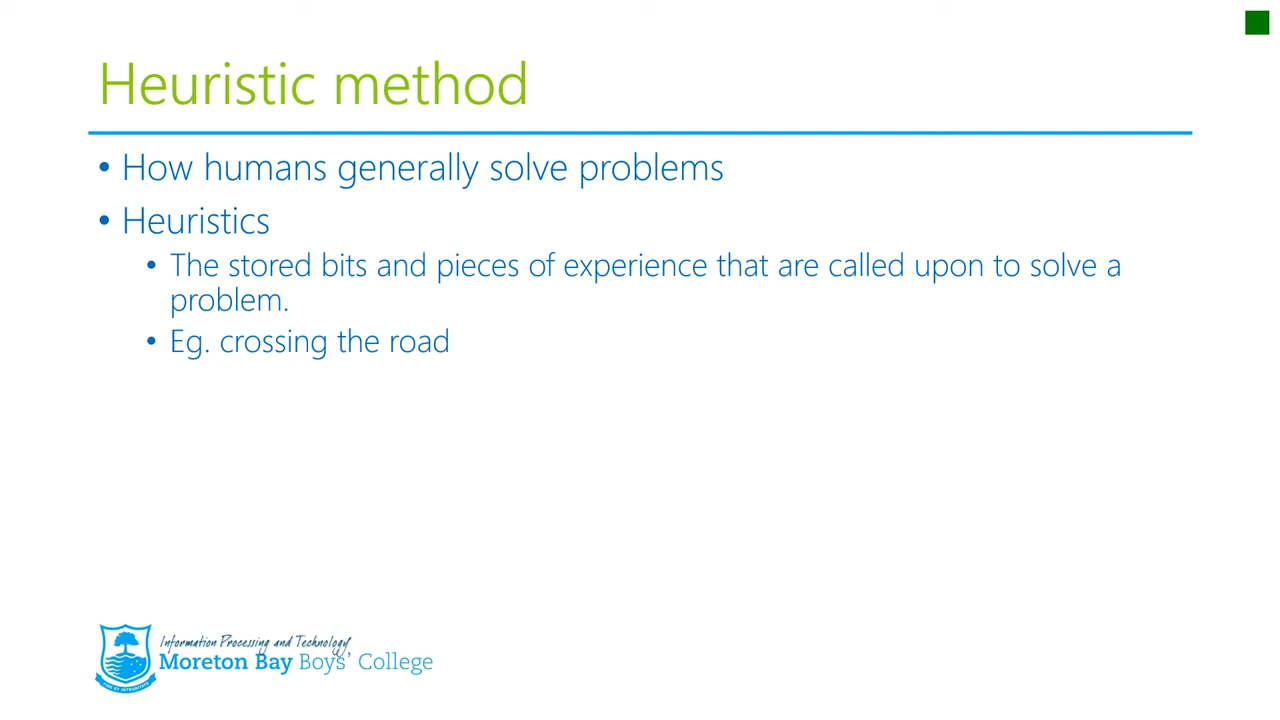 Heuristic method
• How humans generally solve problems
• Heuristics
• The stored bits and pieces of experience that are called upon to solve a
problem.
• Eg. crossing the road
Information Processing and Technology
Moreton Bay Boys' College